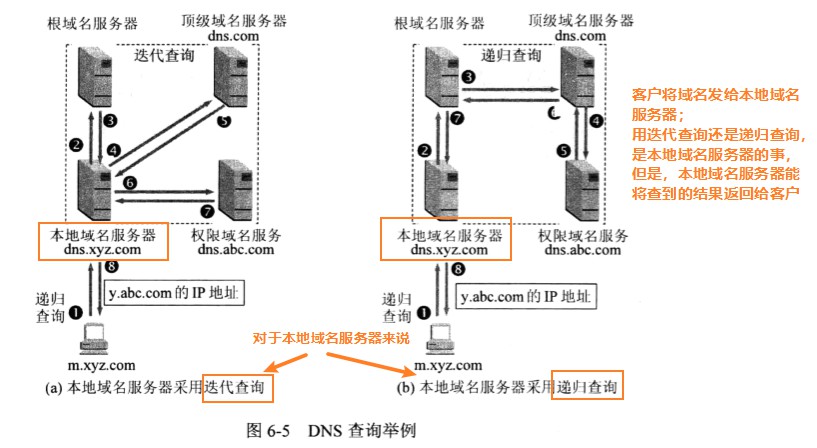 根域名服务器
顶级域名服务器
dns.com
迭代查询
❸
❷
❹
❺
❻
❼
本地域名服务器
dns.xyz.com
权限域名服务
dns.abc.com
❽
y.abc.com 的 IP 地址
递归
查询
❶
m.xyz.com
(a) 本地域名服务器采用迭代查询
根域名服务器
顶级域名服务器
dns.com
递归查询
❸
❼
❹
❷
❺
本地域名服务器
dns.xyz.com
权限域名服务
dns.abc.com
❽
y.abc.com 的 IP 地址
递归
查询
❶
m.xyz.com
(b) 本地域名服务器采用递归查询
客户将域名发给本地域名
服务器；
用迭代查询还是递归查询，
是本地域名服务器的事，
但是，本地域名服务器能
将查到的结果返回给客户
对于本地域名服务器来说
图 6-5 DNS 查询举例